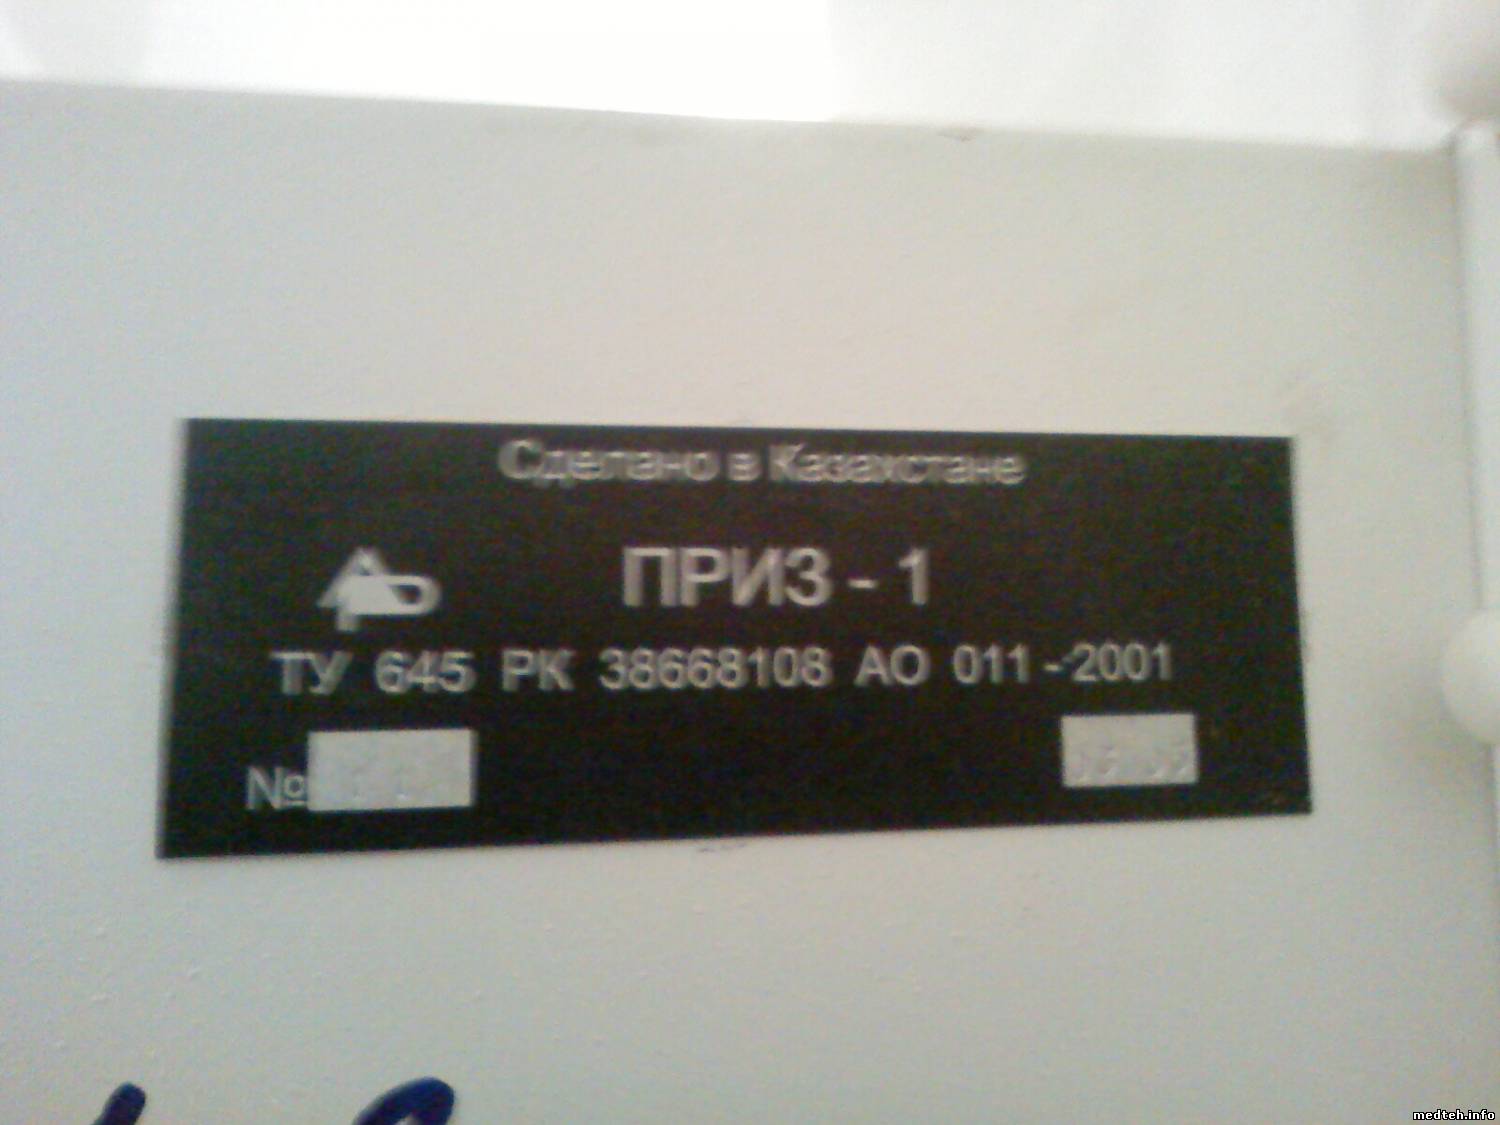 Сделано в Казахстане
ПРИЗ - 1
ТУ 645 РК 38668108 АО 011 - 2001
№
medteh.info